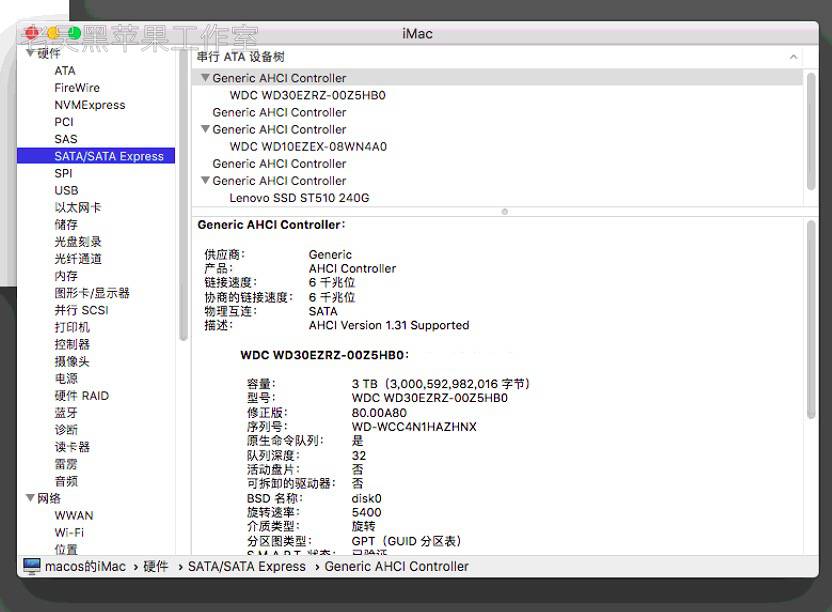 老吴黑苹果工作室
iMac
硬件
ATA
FireWire
NVMExpress
PCI
SAS
SATA/SATA Express
SPI
USB
以太网卡
储存
光盘刻录
光纤通道
内存
图形卡/显示器
并行 SCSI
打印机
控制器
摄像头
电源
硬件 RAID
蓝牙
诊断
读卡器
雷雳
音频
网络
WWAN
Wi-Fi
位置
串行 ATA 设备树
Generic AHCI Controller
WDC WD30EZRZ-00Z5HB0
Generic AHCI Controller
Generic AHCI Controller
WDC WD10EZEX-08WN4A0
Generic AHCI Controller
Generic AHCI Controller
Lenovo SSD ST510 240G
Generic AHCI Controller:
供应商: Generic
产品: AHCI Controller
链接速度: 6 千兆位
协商的链接速度: 6 千兆位
物理互连: SATA
描述: AHCI Version 1.31 Supported
WDC WD30EZRZ-00Z5HB0:
容量: 3 TB（3,000,592,982,016 字节）
型号: WDC WD30EZRZ-00Z5HB0
修正版: 80.00A80
序列号: WD-WCC4N1HAZHNX
原生命令队列: 是
队列深度: 32
活动盘片: 否
可拆卸的驱动器: 否
BSD 名称: disk0
旋转速率: 5400
介质类型: 旋转
分区图类型: GPT（GUID 分区表）
S.M.A.R.T. 状态: 已验证
macos的iMac › 硬件 › SATA/SATA Express › Generic AHCI Controller